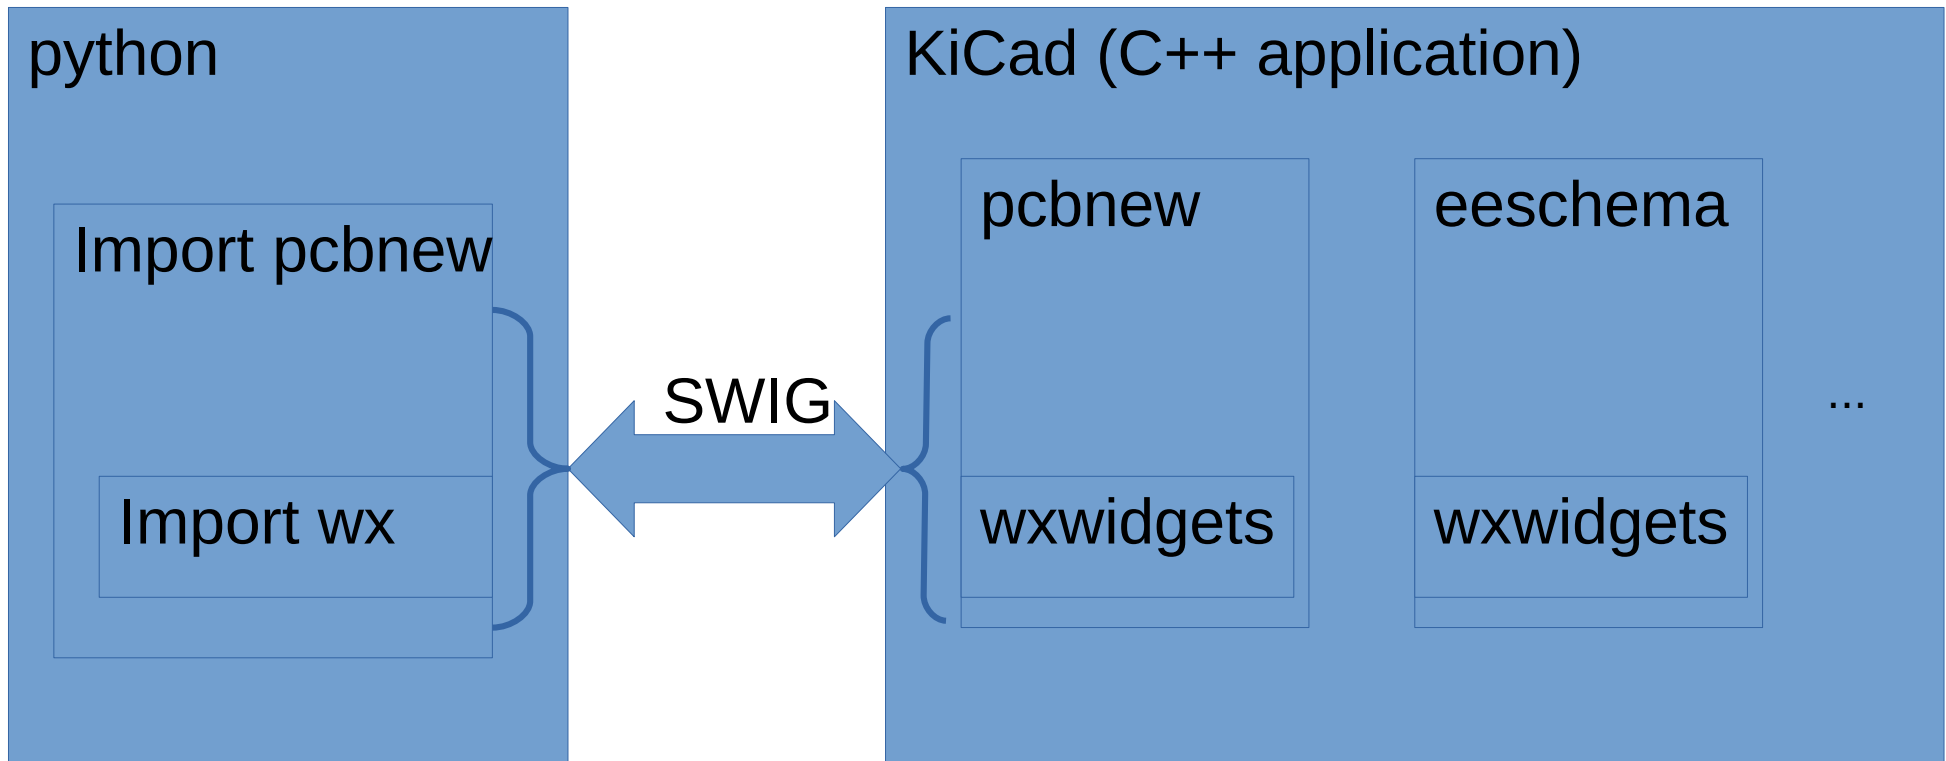 python
Import pcbnew
Import wx
SWIG
KiCad (C++ application)
pcbnew
wxwidgets
eeschema
wxwidgets
...